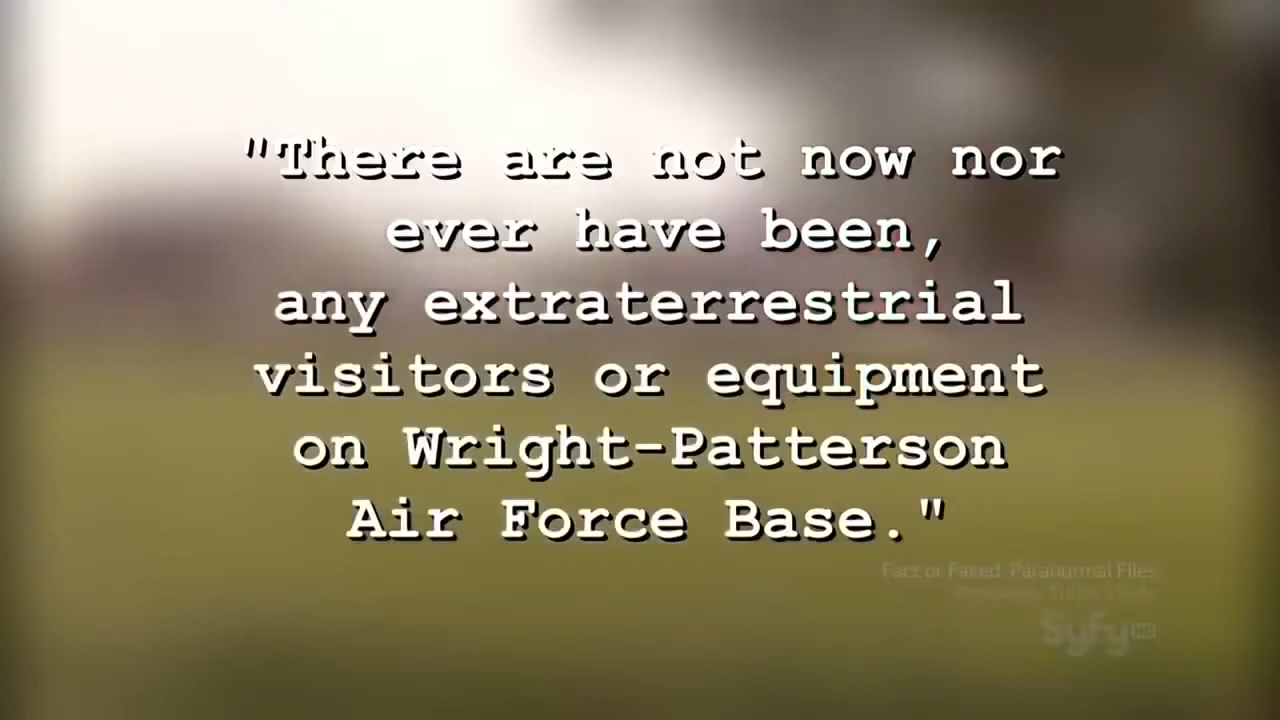 "There are not now nor
ever have been,
any extraterrestrial
visitors or equipment
on Wright-Patterson
Air Force Base."
Fact or Faked: Paranormal Files
Syfy HD